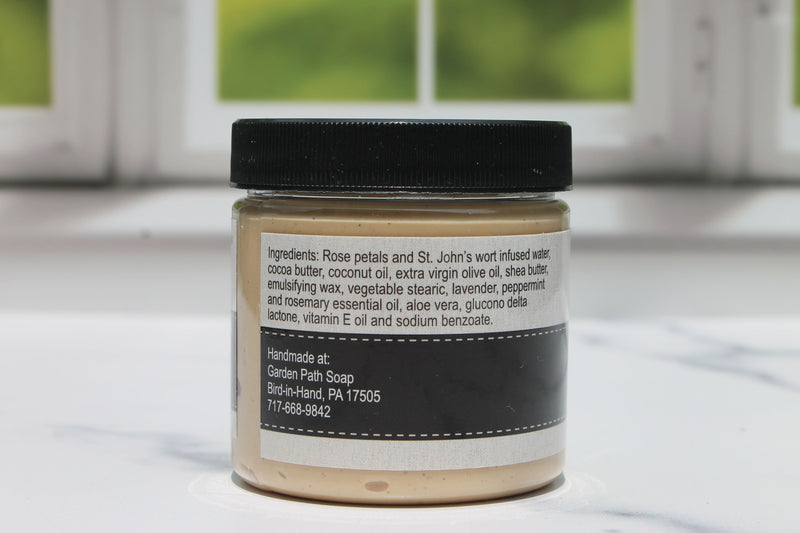 Ingredients: Rose petals and St. John's wort infused water,
cocoa butter, coconut oil, extra virgin olive oil, shea butter,
emulsifying wax, vegetable stearic, lavender, peppermint
and rosemary essential oil, aloe vera, glucono delta
lactone, vitamin E oil and sodium benzoate.
Handmade at:
Garden Path Soap
Bird-in-Hand, PA 17505
717-668-9842